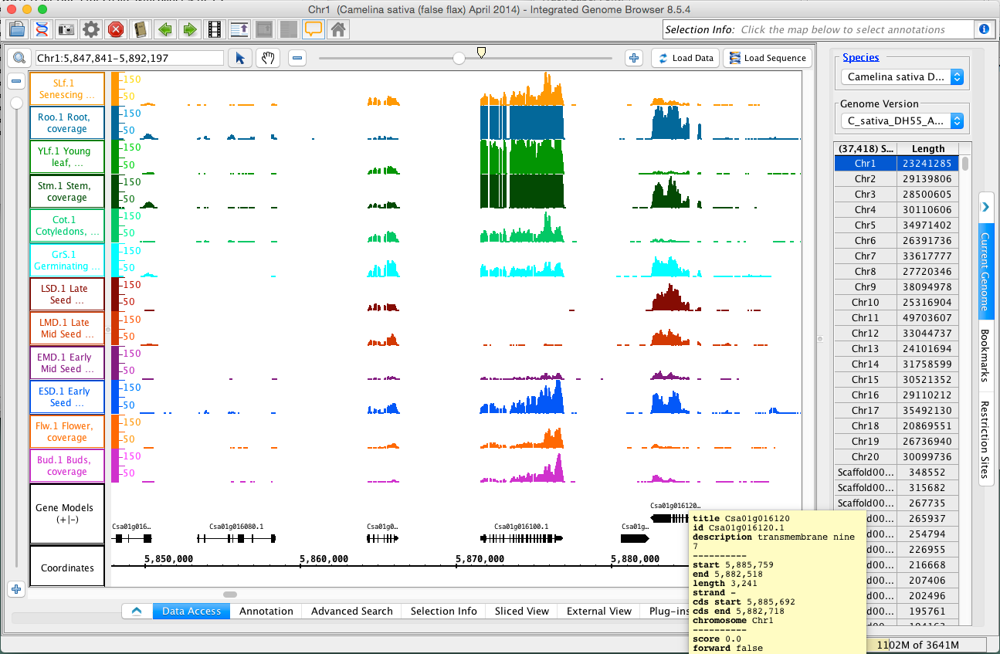 Chr1 (Camelina sativa (false flax) April 2014) - Integrated Genome Browser 8.5.4
Selection Info: Click the map below to select annotations
Chr1:5,847,841-5,892,197
Load Data
Load Sequence
SLf.1
Senescing ...
150
50
Roo.1 Root,
coverage
150
50
YLf.1 Young
leaf, ...
150
50
Stm.1 Stem,
coverage
150
50
Cot.1
Cotyledons, ...
150
50
GrS.1
Germinating ...
150
50
LSD.1 Late
Seed ...
150
50
LMD.1 Late
Mid Seed ...
150
50
EMD.1 Early
Mid Seed ...
150
50
ESD.1 Early
Seed ...
150
50
Flw.1 Flower,
coverage
150
50
Bud.1 Buds,
coverage
150
50
Gene Models
(+|-)
Csa01g016120...
Csa01g016...
Csa01g016080.1
Csa01g0...
Csa01g016100.1
Csa01g...
Coordinates
5,850,000
5,860,000
5,870,000
5,880,000
title Csa01g016120
id Csa01g016120.1
description transmembrane nine
7
----------
start 5,885,759
end 5,882,518
length 3,241
strand -
cds start 5,885,692
cds end 5,882,718
chromosome Chr1
----------
score 0.0
forward false
Data Access
Annotation
Advanced Search
Selection Info
Sliced View
External View
Plug-ins
Species
Camelina sativa D...
Genome Version
C_sativa_DH55_A...
(37,418) S... Length
Chr1 23241285
Chr2 29139806
Chr3 28500605
Chr4 30110606
Chr5 34971402
Chr6 26391736
Chr7 33617777
Chr8 27720346
Chr9 38094978
Chr10 25316904
Chr11 49703607
Chr12 33044737
Chr13 24101694
Chr14 31758599
Chr15 30521352
Chr16 29110212
Chr17 35492130
Chr18 20869551
Chr19 26736940
Chr20 30099736
Scaffold00... 348552
Scaffold00... 315682
Scaffold00... 267735
d00... 265937
d00... 254794
d00... 226955
d00... 216668
d00... 207406
d00... 202496
d00... 195761
Current Genome
Bookmarks
Restriction Sites
1102M of 3641M